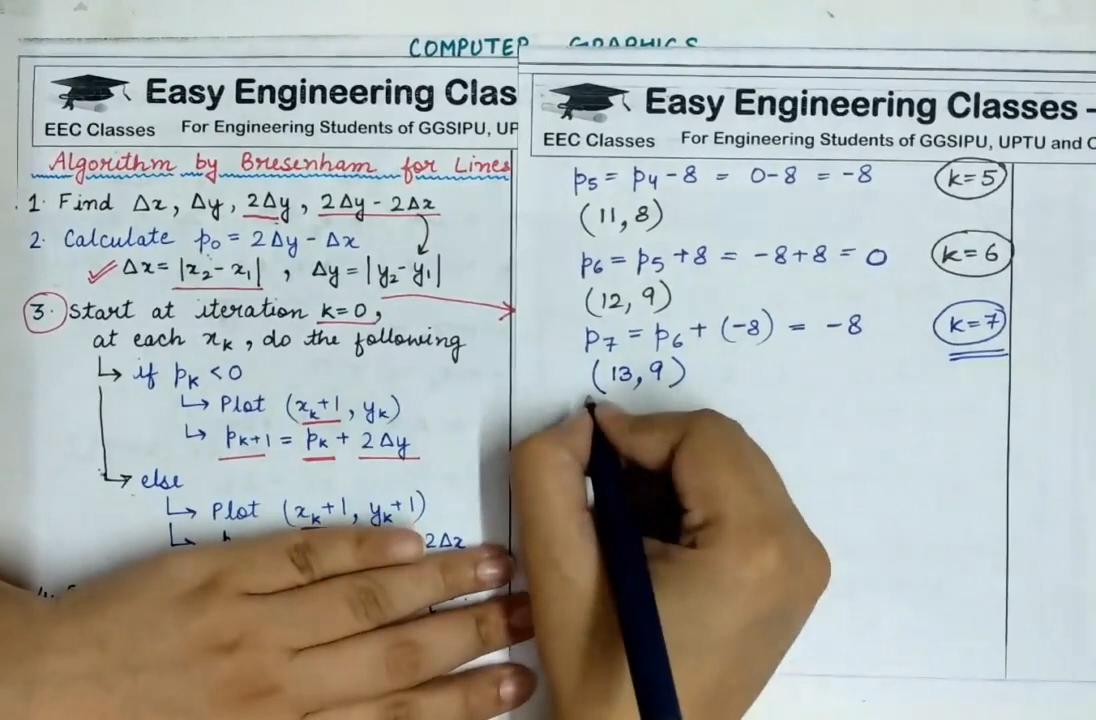 COMPUTER GRAPHICS
Easy Engineering Clas
EEC Classes For Engineering Students of GGSIPU, UP
Algorithm by Bresenham for Lines
1. Find Δx, Δy, 2Δy, 2Δy - 2Δx
2. Calculate p₀ = 2Δy - Δx
✓ Δx = |x₂ - x₁| , Δy = |y₂ - y₁|
3. Start at iteration k=0,
at each xₖ, do the following
↳ if pₖ < 0
↳ Plot (xₖ+1, yₖ)
↳ pₖ+1 = pₖ + 2Δy
↳ else
↳ Plot (xₖ+1, yₖ+1)
2Δx
Easy Engineering Classes –
EEC Classes For Engineering Students of GGSIPU, UPTU and
p₅ = p₄ - 8 = 0-8 = -8 k=5
(11, 8)
p₆ = p₅ + 8 = -8+8 = 0 k=6
(12, 9)
p₇ = p₆ + (-8) = -8 k=7
(13, 9)